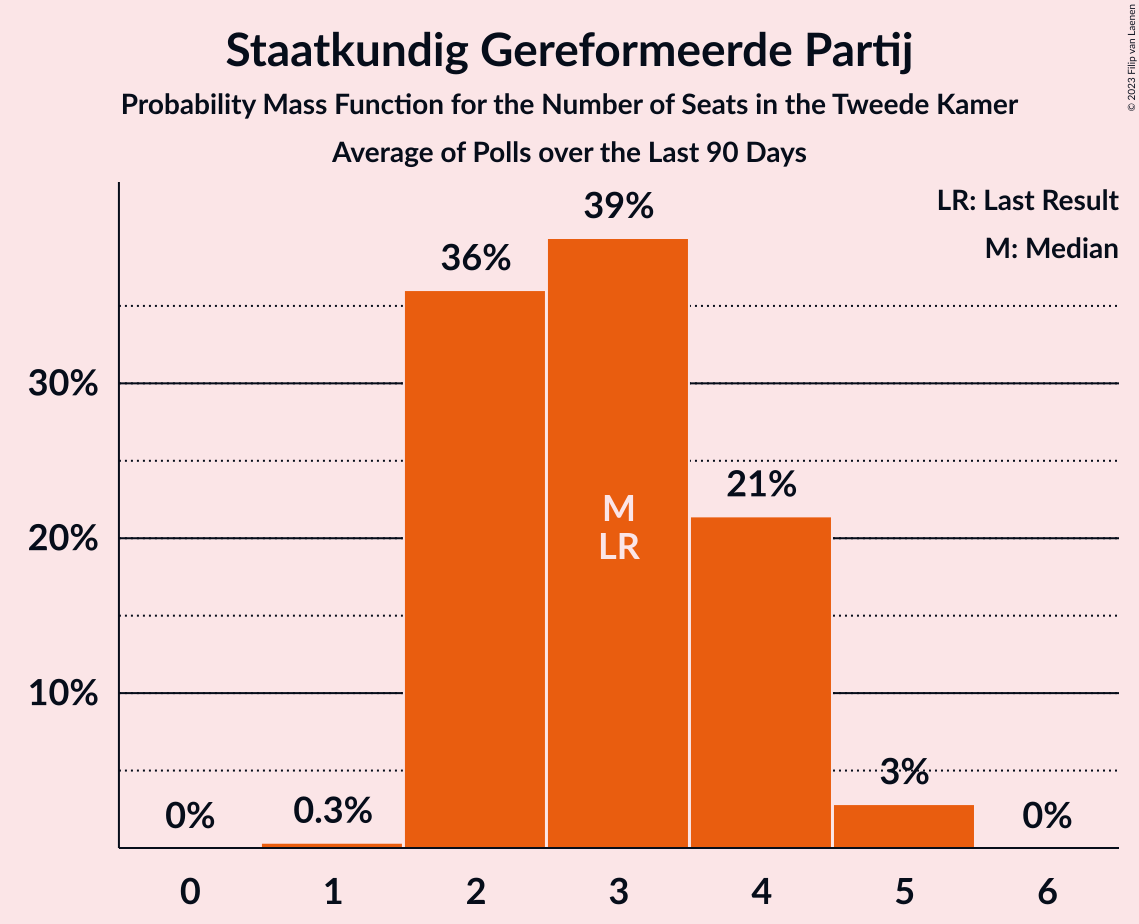 Staatkundig Gereformeerde Partij
Probability Mass Function for the Number of Seats in the Tweede Kamer
Average of Polls over the Last 90 Days
© 2023 Filip van Laenen
LR: Last Result
M: Median
39%
36%
30%
21%
M
LR
20%
10%
3%
0%
0.3%
0%
0 1 2 3 4 5 6